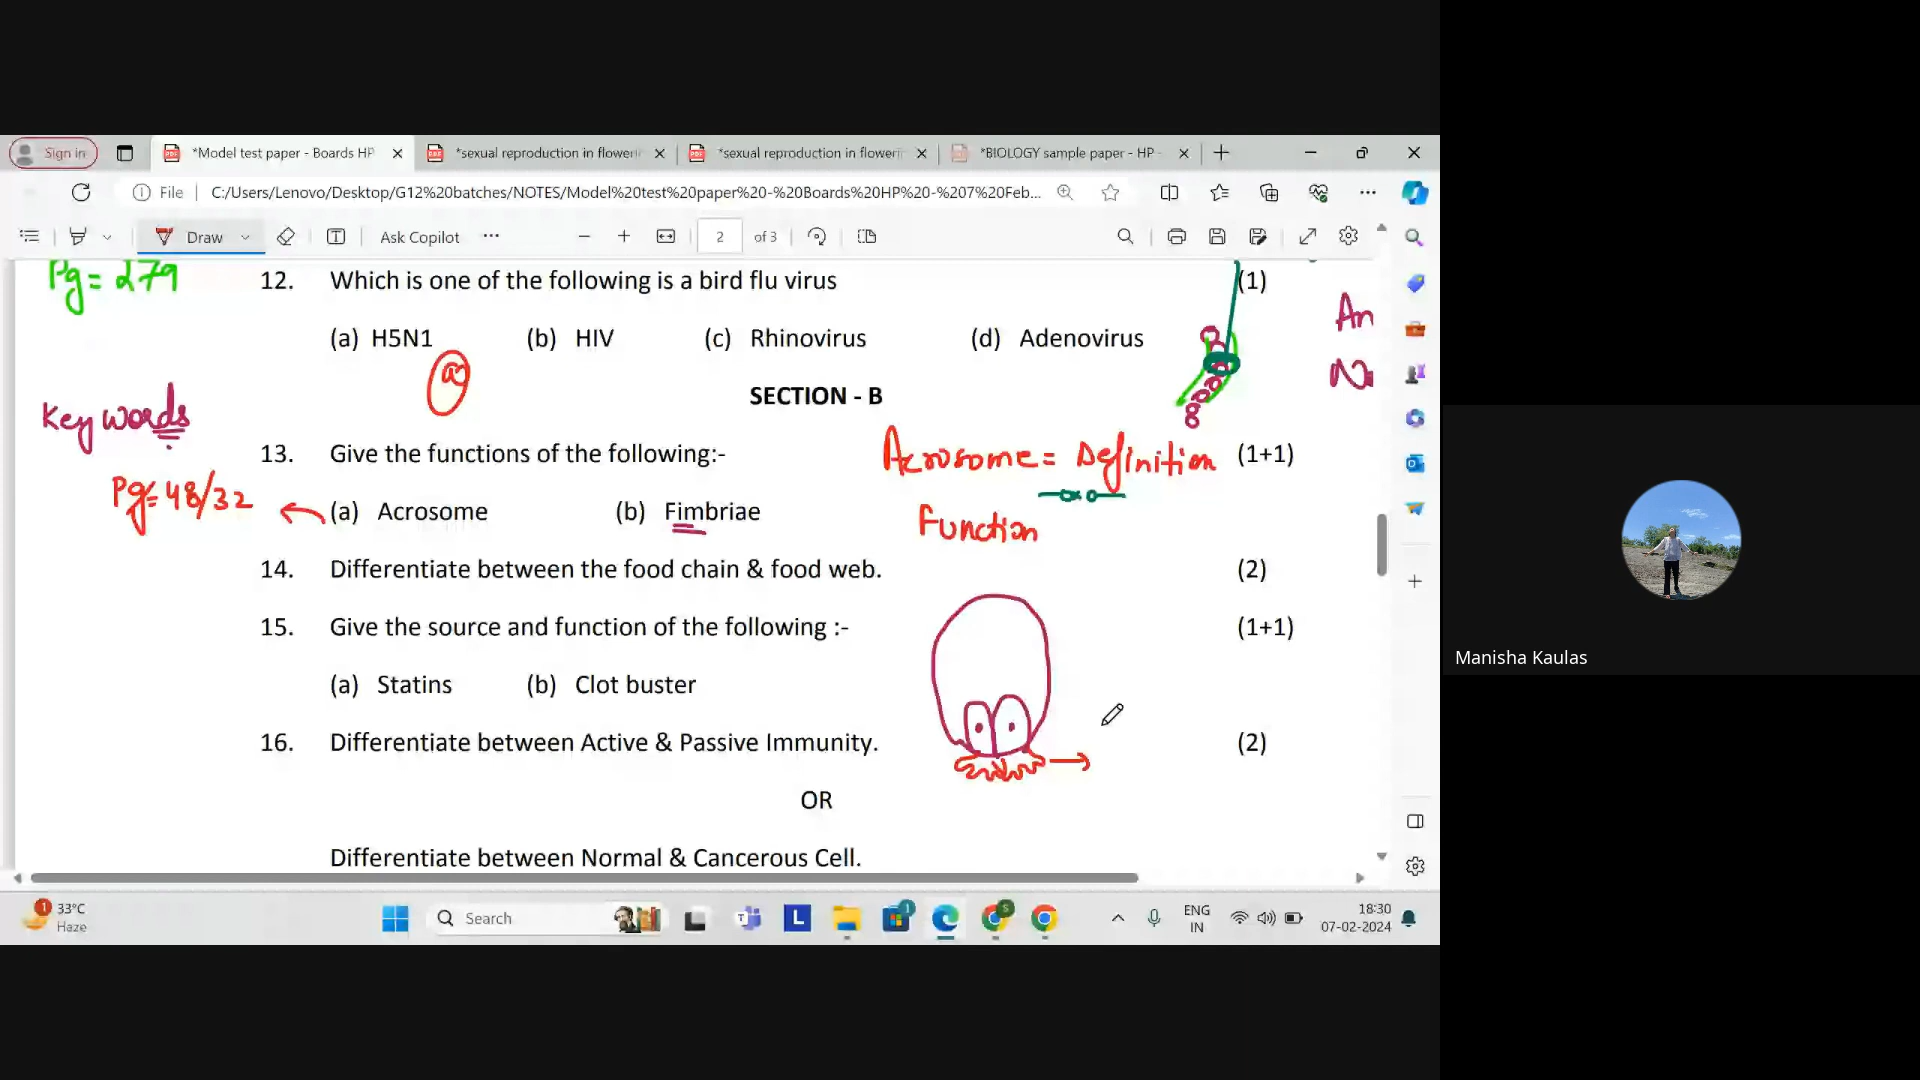 Sign in
*Model test paper - Boards HP
*sexual reproduction in floweri
*sexual reproduction in floweri
*BIOLOGY sample paper - HP -
File
C:/Users/Lenovo/Desktop/G12%20batches/NOTES/Model%20test%20paper%20-%20Boards%20HP%20-%207%20Feb...
Draw
Ask Copilot
2
of 3
Pg = 279
12. Which is one of the following is a bird flu virus (1)
An
(a) H5N1 (b) HIV (c) Rhinovirus (d) Adenovirus
(a)
SECTION - B
Key words
13. Give the functions of the following:- (1+1)
Acrosome = Definition
Pg = 48/32
(a) Acrosome (b) Fimbriae
Function
14. Differentiate between the food chain & food web. (2)
15. Give the source and function of the following :- (1+1)
(a) Statins (b) Clot buster
16. Differentiate between Active & Passive Immunity. (2)
OR
Differentiate between Normal & Cancerous Cell.
Manisha Kaulas
1
33°C
Haze
Search
L
1
S
ENG
IN
18:30
07-02-2024